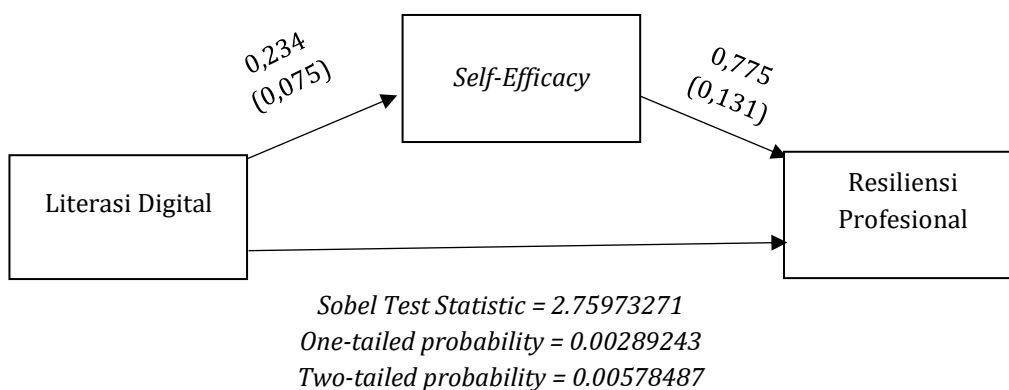 0,234
(0,075)
Self-Efficacy
0,775
(0,131)
Literasi Digital
Resiliensi
Profesional
Sobel Test Statistic = 2.75973271
One-tailed probability = 0.00289243
Two-tailed probability = 0.00578487